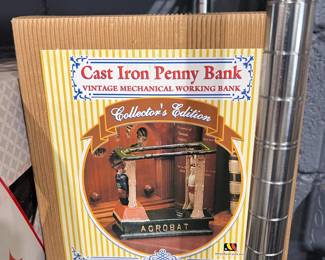 Cast Iron Penny Bank
VINTAGE MECHANICAL WORKING BANK
Collector's Edition
ACROBAT